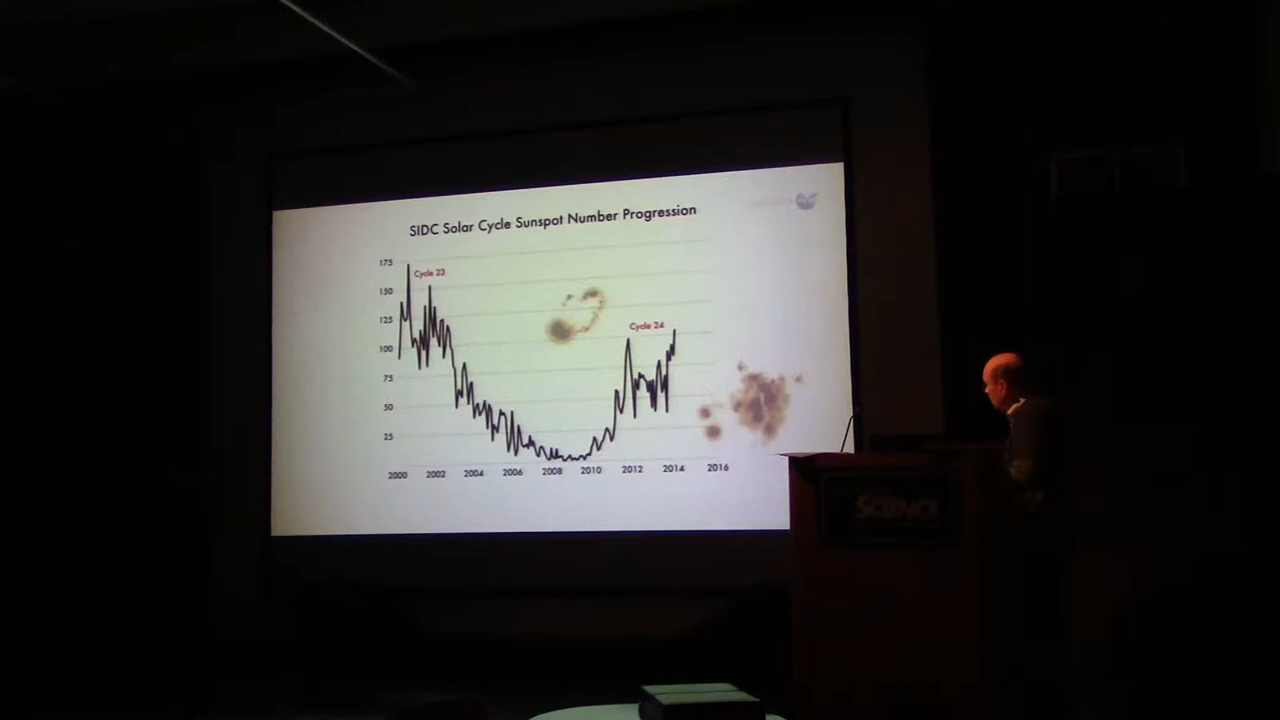 SIDC Solar Cycle Sunspot Number Progression
175
Cycle 23
150
125
Cycle 24
100
75
50
25
2000 2002 2004 2006 2008 2010 2012 2014 2016
SCIENCE